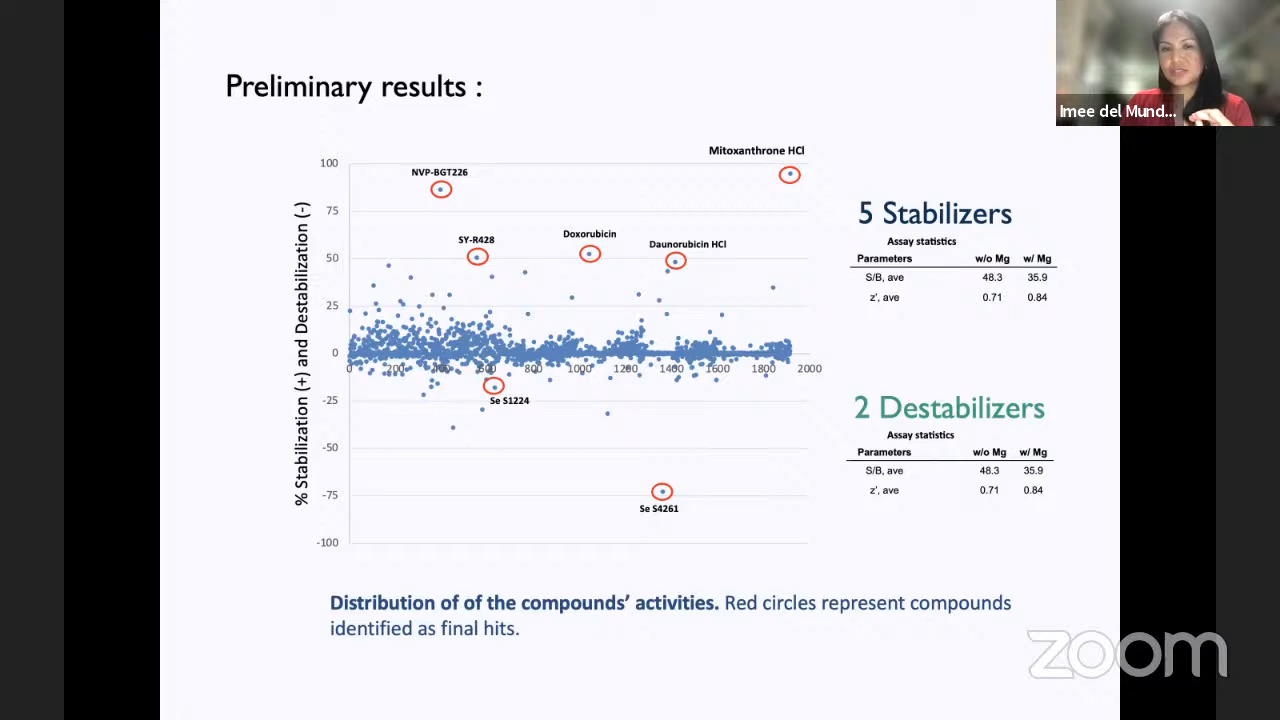 Preliminary results :
Imee del Mund...
Mitoxanthrone HCl
NVP-BGT226
SY-R428
Doxorubicin
Daunorubicin HCl
% Stabilization (+) and Destabilization (-)
100
75
50
25
0
-25
-50
-75
-100
0 200 400 600 800 1000 1200 1400 1600 1800 2000
Se S1224
Se S4261
5 Stabilizers
Assay statistics
Parameters w/o Mg w/ Mg
S/B, ave 48.3 35.9
z', ave 0.71 0.84
2 Destabilizers
Assay statistics
Parameters w/o Mg w/ Mg
S/B, ave 48.3 35.9
z', ave 0.71 0.84
Distribution of of the compounds' activities. Red circles represent compounds
identified as final hits.
zoom